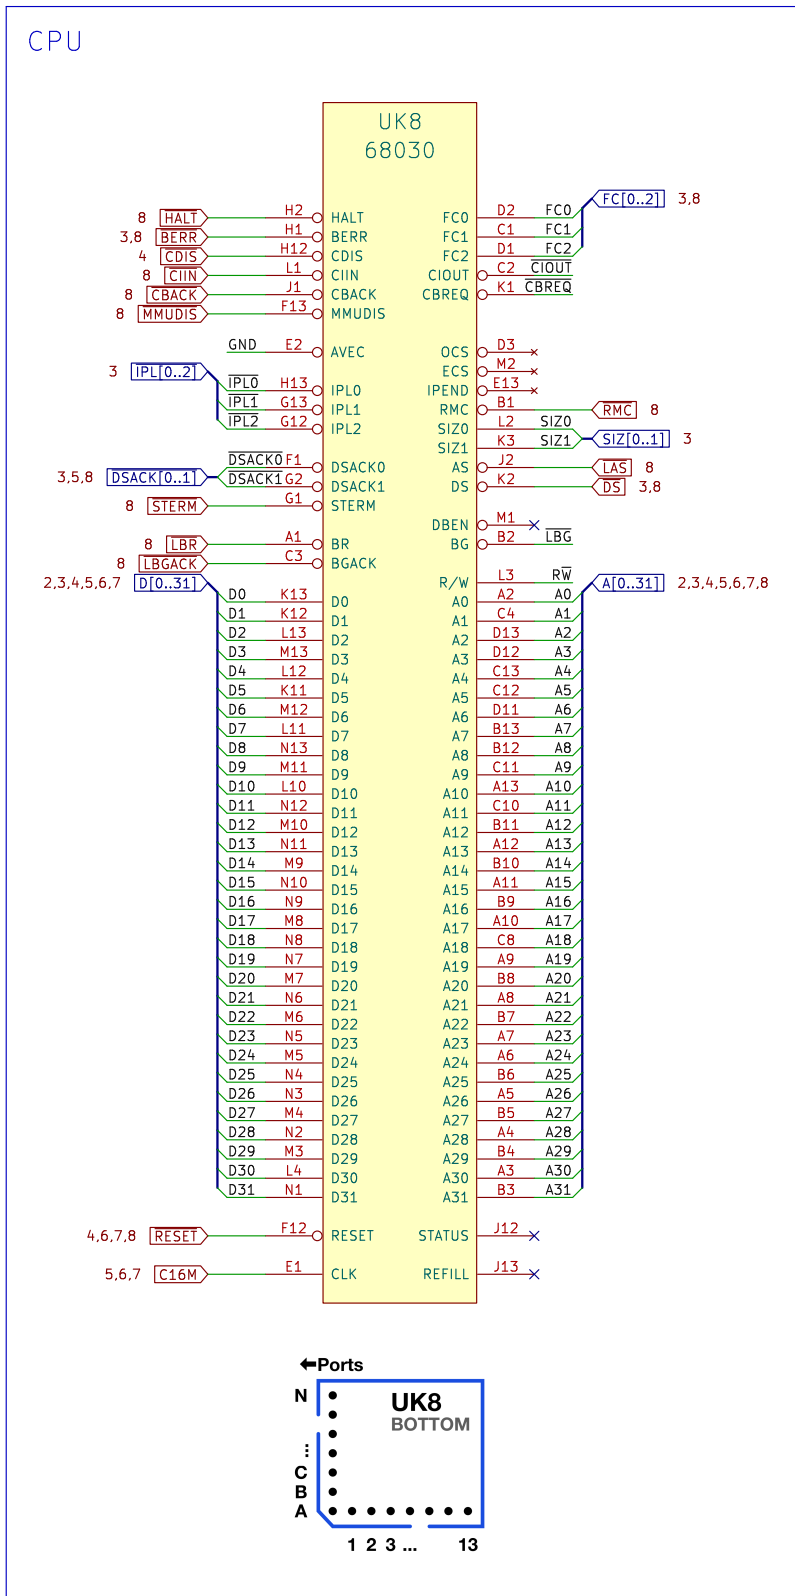 CPU
UK8
68030
8 HALT H2 HALT FC0 D2 FC0 FC[0..2] 3,8
3,8 BERR H1 BERR FC1 C1 FC1
4 CDIS H12 CDIS FC2 D1 FC2
8 CIIN L1 CIIN CIOUT C2 CIOUT
8 CBACK J1 CBACK CBREQ K1 CBREQ
8 MMUDIS F13 MMUDIS
GND E2 AVEC OCS D3
3 IPL[0..2] ECS M2
IPL0 H13 IPL0 IPEND E13
IPL1 G13 IPL1 RMC B1 RMC 8
IPL2 G12 IPL2 SIZ0 L2 SIZ0 SIZ[0..1] 3
SIZ1 K3 SIZ1
DSACK0 F1 DSACK0 AS J2 LAS 8
3,5,8 DSACK[0..1] DSACK1 G2 DSACK1 DS K2 DS 3,8
8 STERM G1 STERM
DBEN M1
8 LBR A1 BR BG B2 LBG
8 LBGACK C3 BGACK
2,3,4,5,6,7 D[0..31] R/W L3 RW A[0..31] 2,3,4,5,6,7,8
D0 K13 D0 A0 A2 A0
D1 K12 D1 A1 C4 A1
D2 L13 D2 A2 D13 A2
D3 M13 D3 A3 D12 A3
D4 L12 D4 A4 C13 A4
D5 K11 D5 A5 C12 A5
D6 M12 D6 A6 D11 A6
D7 L11 D7 A7 B13 A7
D8 N13 D8 A8 B12 A8
D9 M11 D9 A9 C11 A9
D10 L10 D10 A10 A13 A10
D11 N12 D11 A11 C10 A11
D12 M10 D12 A12 B11 A12
D13 N11 D13 A13 A12 A13
D14 M9 D14 A14 B10 A14
D15 N10 D15 A15 A11 A15
D16 N9 D16 A16 B9 A16
D17 M8 D17 A17 A10 A17
D18 N8 D18 A18 C8 A18
D19 N7 D19 A19 A9 A19
D20 M7 D20 A20 B8 A20
D21 N6 D21 A21 A8 A21
D22 M6 D22 A22 B7 A22
D23 N5 D23 A23 A7 A23
D24 M5 D24 A24 A6 A24
D25 N4 D25 A25 B6 A25
D26 N3 D26 A26 A5 A26
D27 M4 D27 A27 B5 A27
D28 N2 D28 A28 A4 A28
D29 M3 D29 A29 B4 A29
D30 L4 D30 A30 A3 A30
D31 N1 D31 A31 B3 A31
4,6,7,8 RESET F12 RESET STATUS J12
5,6,7 C16M E1 CLK REFILL J13
Ports
N UK8
BOTTOM
...
C
B
A
1 2 3 ... 13